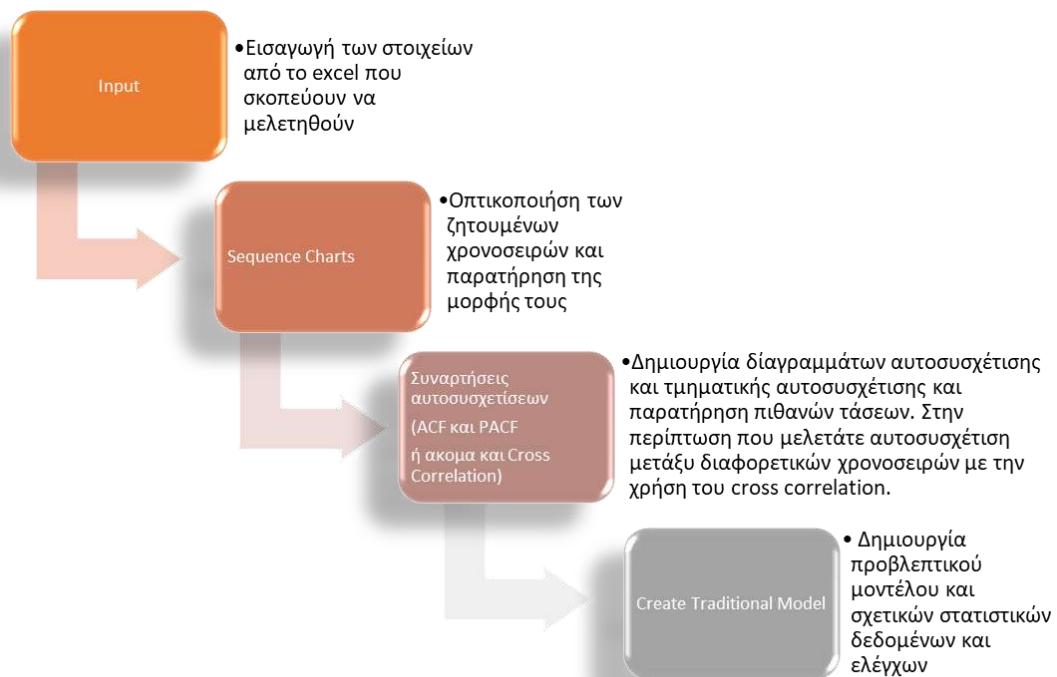 Input
•Εισαγωγή των στοιχείων
από το excel που
σκοπεύουν να
μελετηθούν
Sequence Charts
•Οπτικοποιήση των
ζητουμένων
χρονοσειρών και
παρατήρηση της
μορφής τους
Συναρτήσεις
αυτοσυσχετίσεων
(ACF και PACF
ή ακομα και Cross
Correlation)
•Δημιουργία δίαγραμμάτων αυτοσυσχέτισης
και τμηματικής αυτοσυσχέτισης και
παρατήρηση πιθανών τάσεων. Στην
περίπτωση που μελετάτε αυτοσυσχέτιση
μετάξυ διαφορετικών χρονοσειρών με την
χρήση του cross correlation.
Create Traditional Model
• Δημιουργία
προβλεπτικού
μοντέλου και
σχετικών στατιστικών
δεδομένων και
ελέγχων